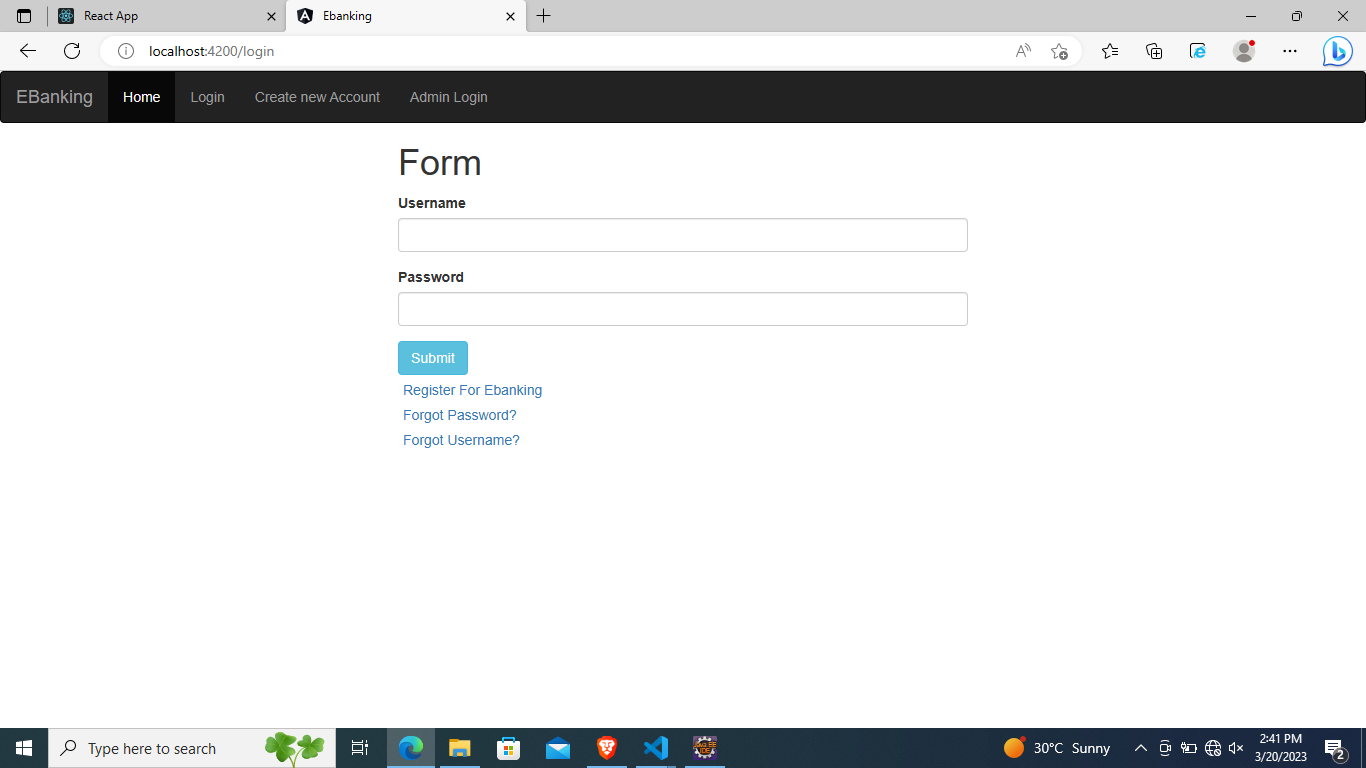 React App
Ebanking
localhost:4200/login
EBanking Home Login Create new Account Admin Login
Form
Username
Password
Submit
Register For Ebanking
Forgot Password?
Forgot Username?
Type here to search
30°C Sunny
2:41 PM
3/20/2023
2